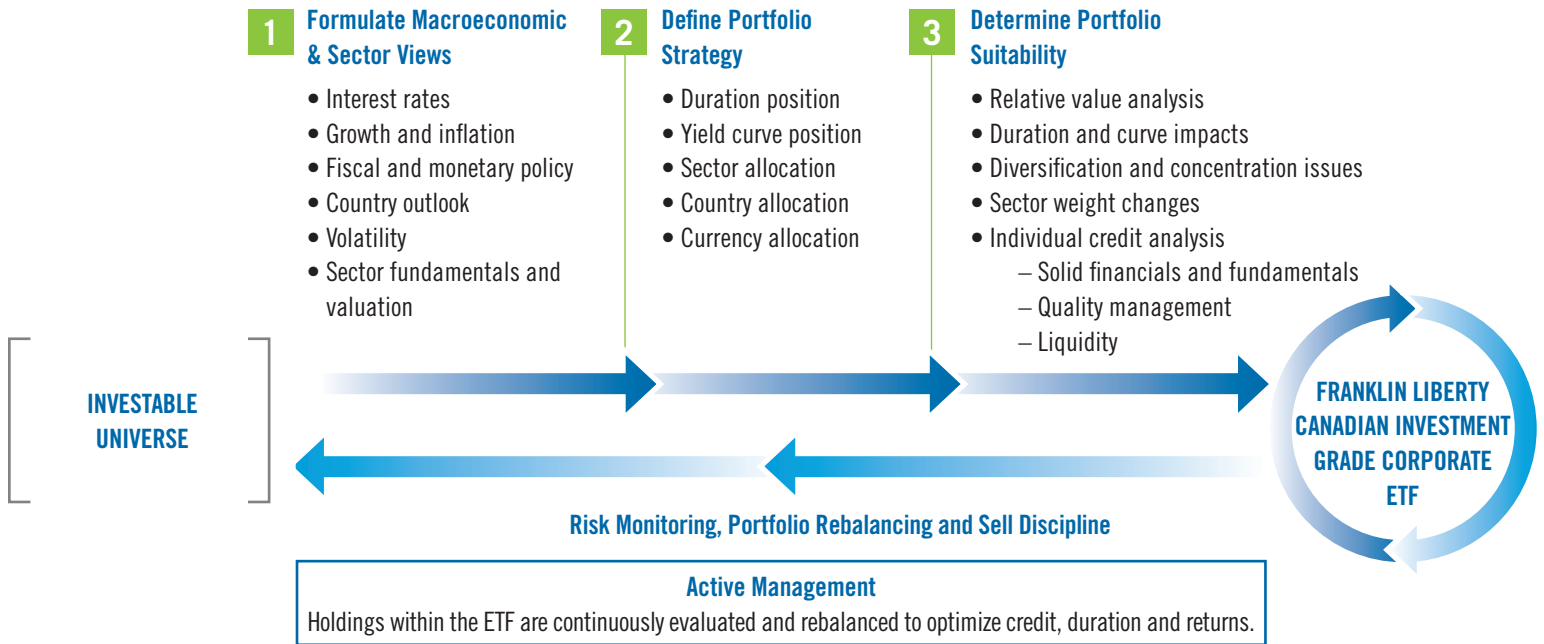 1
Formulate Macroeconomic
& Sector Views
• Interest rates
• Growth and inflation
• Fiscal and monetary policy
• Country outlook
• Volatility
• Sector fundamentals and
valuation
2
Define Portfolio
Strategy
• Duration position
• Yield curve position
• Sector allocation
• Country allocation
• Currency allocation
3
Determine Portfolio
Suitability
• Relative value analysis
• Duration and curve impacts
• Diversification and concentration issues
• Sector weight changes
• Individual credit analysis
– Solid financials and fundamentals
– Quality management
– Liquidity
INVESTABLE
UNIVERSE
FRANKLIN LIBERTY
CANADIAN INVESTMENT
GRADE CORPORATE
ETF
Risk Monitoring, Portfolio Rebalancing and Sell Discipline
Active Management
Holdings within the ETF are continuously evaluated and rebalanced to optimize credit, duration and returns.